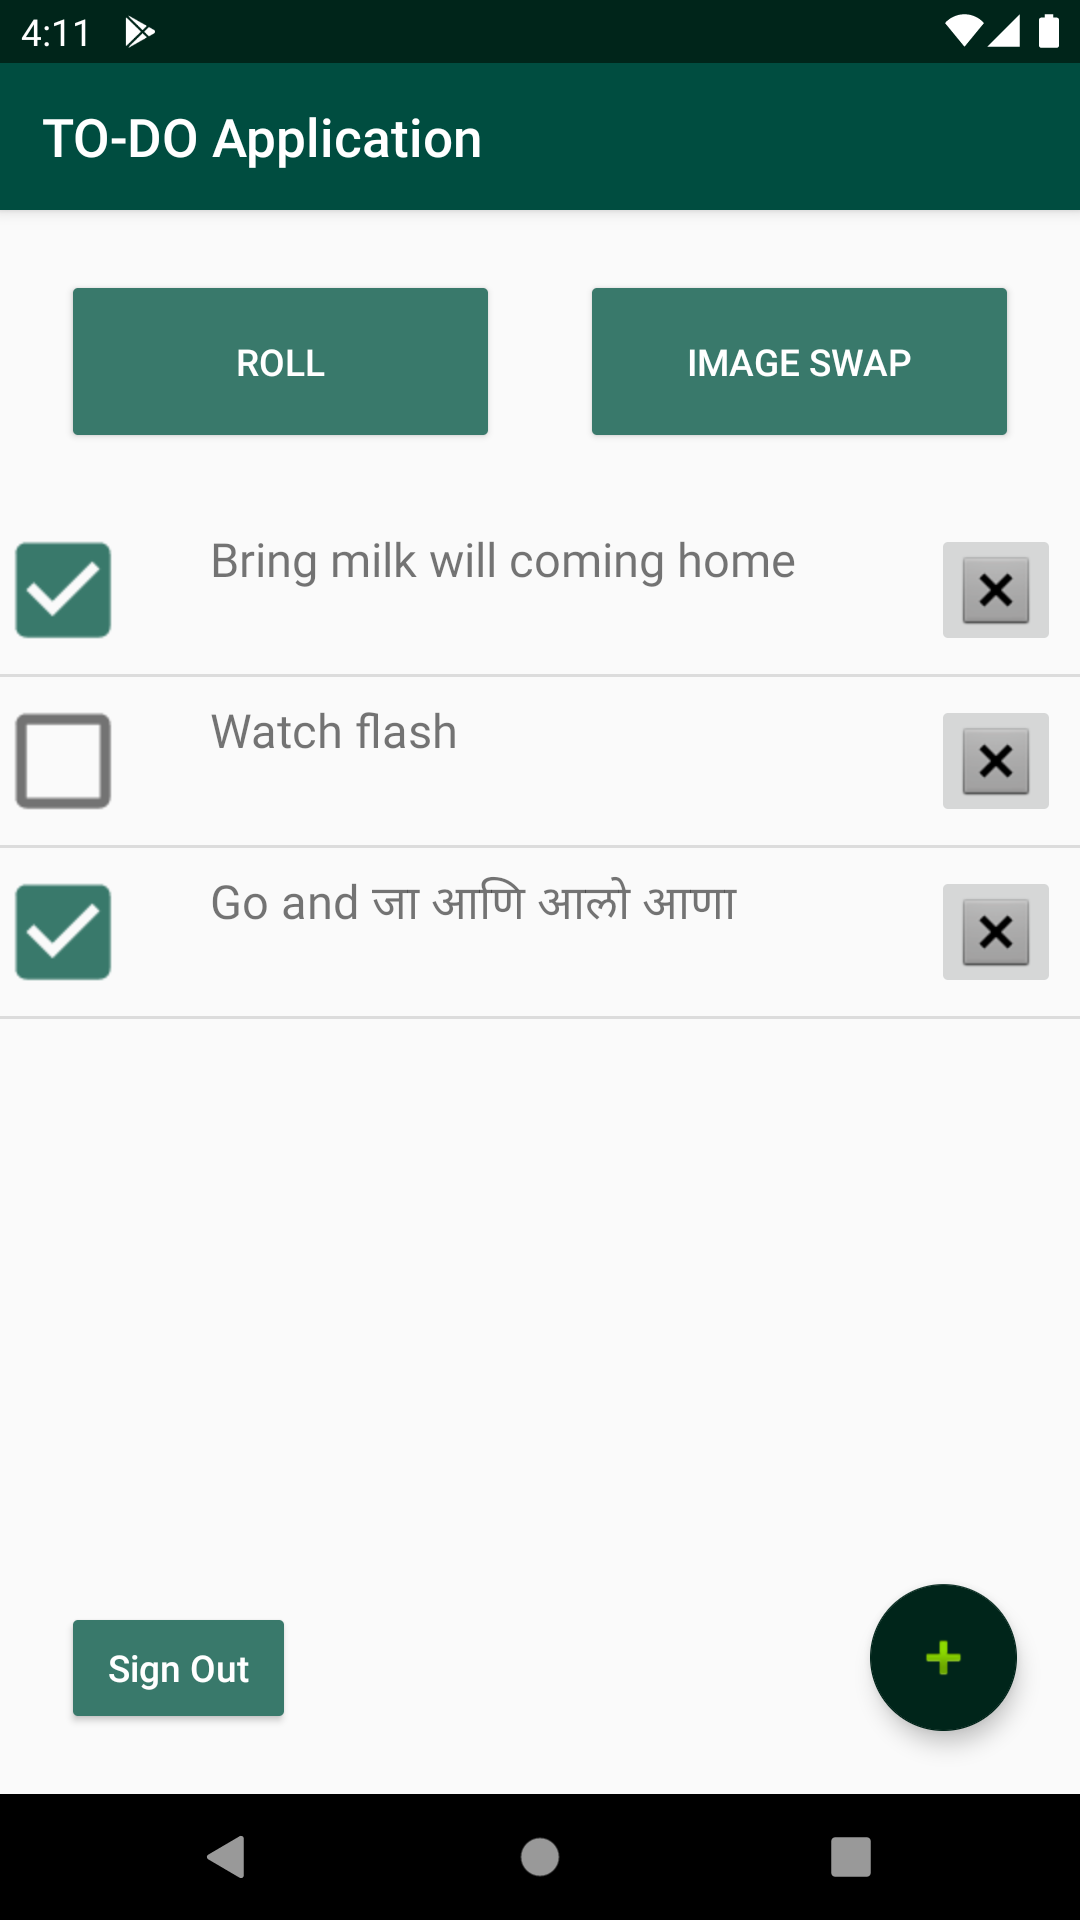 4:11
TO-DO Application
ROLL
IMAGE SWAP
Bring milk will coming home
Watch flash
Go and जा आणि आलो आणा
Sign Out